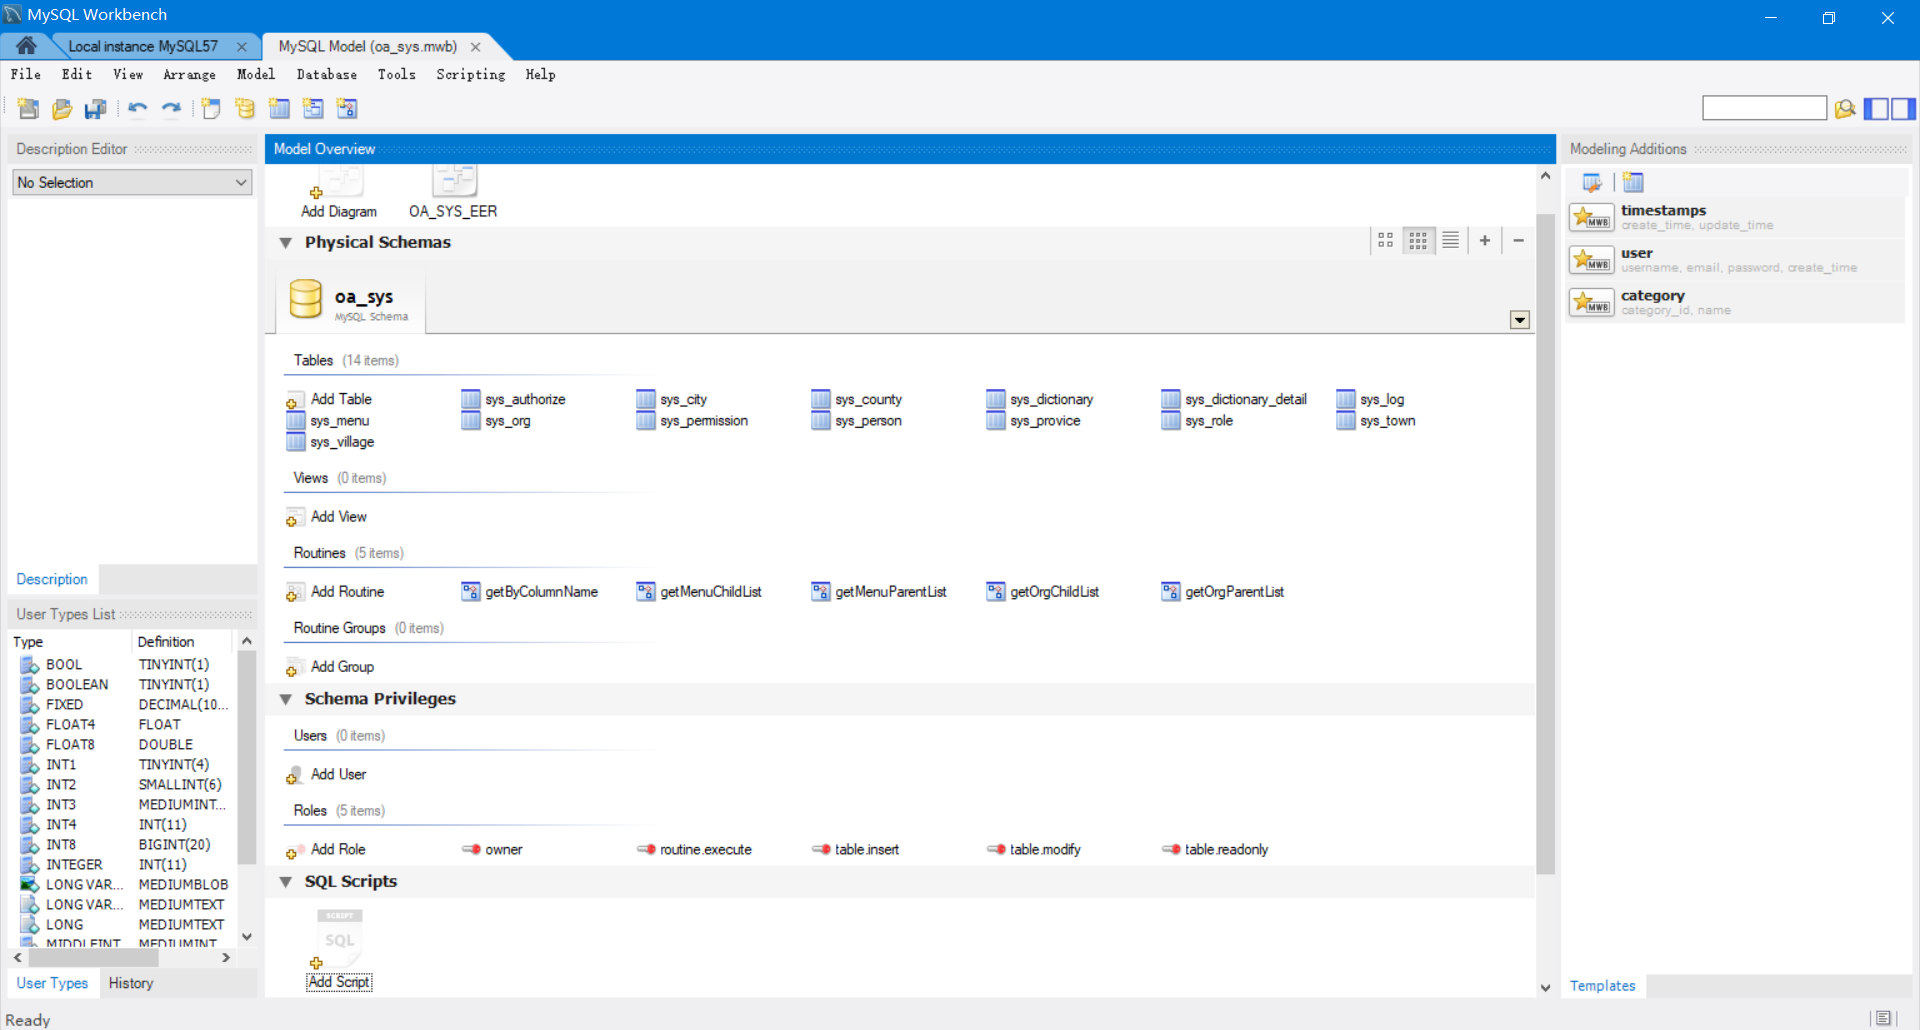 MySQL Workbench
Local instance MySQL57
MySQL Model (oa_sys.mwb)
File Edit View Arrange Model Database Tools Scripting Help
Description Editor
No Selection
Description
User Types List
Type Definition
BOOL TINYINT(1)
BOOLEAN TINYINT(1)
FIXED DECIMAL(10...
FLOAT4 FLOAT
FLOAT8 DOUBLE
INT1 TINYINT(4)
INT2 SMALLINT(6)
INT3 MEDIUMINT...
INT4 INT(11)
INT8 BIGINT(20)
INTEGER INT(11)
LONG VAR... MEDIUMBLOB
LONG VAR... MEDIUMTEXT
LONG MEDIUMTEXT
MIDDLEINT MEDIUMINT
User Types History
Model Overview
Add Diagram OA_SYS_EER
Physical Schemas
oa_sys
MySQL Schema
Tables (14 items)
Add Table sys_authorize sys_city sys_county sys_dictionary sys_dictionary_detail sys_log
sys_menu sys_org sys_permission sys_person sys_provice sys_role sys_town
sys_village
Views (0 items)
Add View
Routines (5 items)
Add Routine getByColumnName getMenuChildList getMenuParentList getOrgChildList getOrgParentList
Routine Groups (0 items)
Add Group
Schema Privileges
Users (0 items)
Add User
Roles (5 items)
Add Role owner routine.execute table.insert table.modify table.readonly
SQL Scripts
SCRIPT
SQL
Add Script
Modeling Additions
MWB
timestamps
create_time, update_time
MWB
user
username, email, password, create_time
MWB
category
category_id, name
Templates
Ready